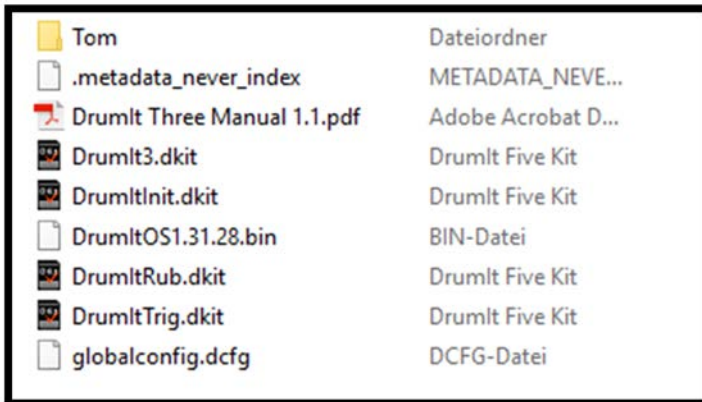 Tom Dateiordner
.metadata_never_index METADATA_NEVE...
DrumIt Three Manual 1.1.pdf Adobe Acrobat D...
DrumIt3.dkit DrumIt Five Kit
DrumItInit.dkit DrumIt Five Kit
DrumItOS1.31.28.bin BIN-Datei
DrumItRub.dkit DrumIt Five Kit
DrumItTrig.dkit DrumIt Five Kit
globalconfig.dcfg DCFG-Datei